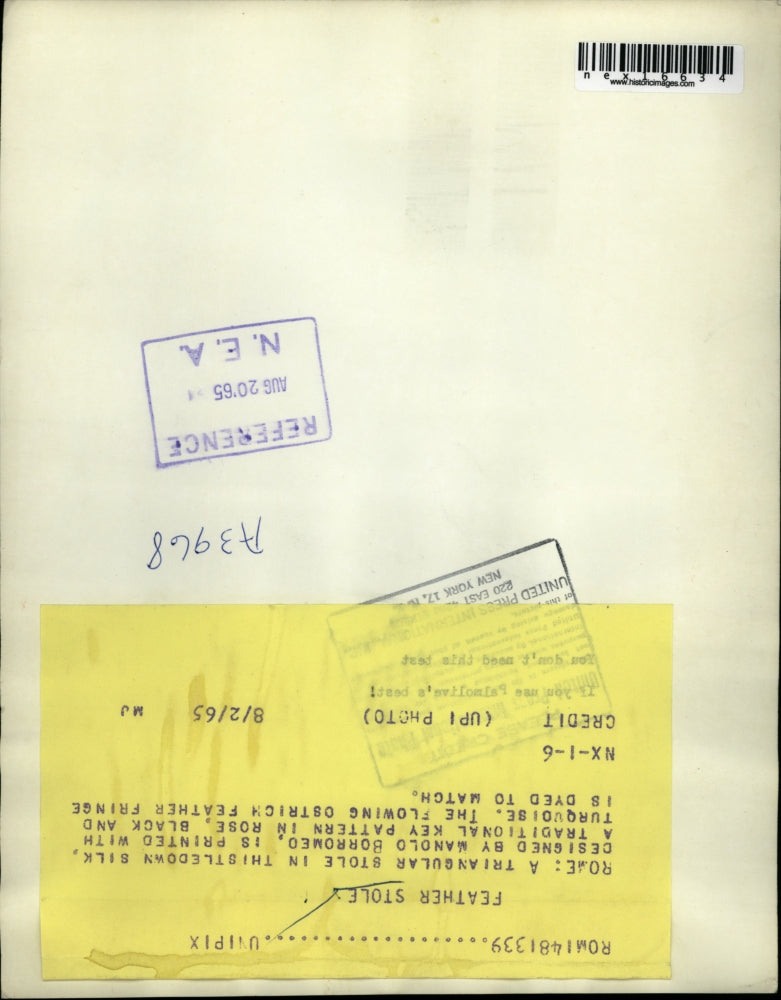 nex16634
www.historicimages.com
ROM1481339.......................UNIPIX
FEATHER STOLE
ROME: A TRIANGULAR STOLE IN THISTLEDOWN SILK,
DESIGNED BY MANOLO BORROMEO, IS PRINTED WITH
A TRADITIONAL KEY PATTERN IN ROSE, BLACK AND
TURQUOISE. THE FLOWING OSTRICH FEATHER FRINGE
IS DYED TO MATCH.
NX-1-6
CREDIT (UPI PHOTO) 8/2/65 MJ
If you use Palmolive's best!
You don't need this test
UNITED PRESS INTERNATIONAL
220 EAST
NEW YORK 17, N.
A3968
REFERENCE
AUG 20'65
N.E.A.